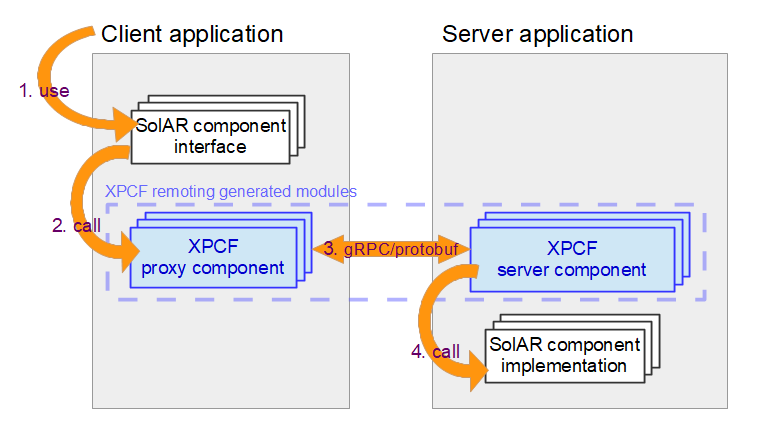 Client application
Server application
1. use
SolAR component
interface
XPCF remoting generated modules
2. call
XPCF
proxy component
3. gRPC/protobuf
XPCF
server component
4. call
SolAR component
implementation